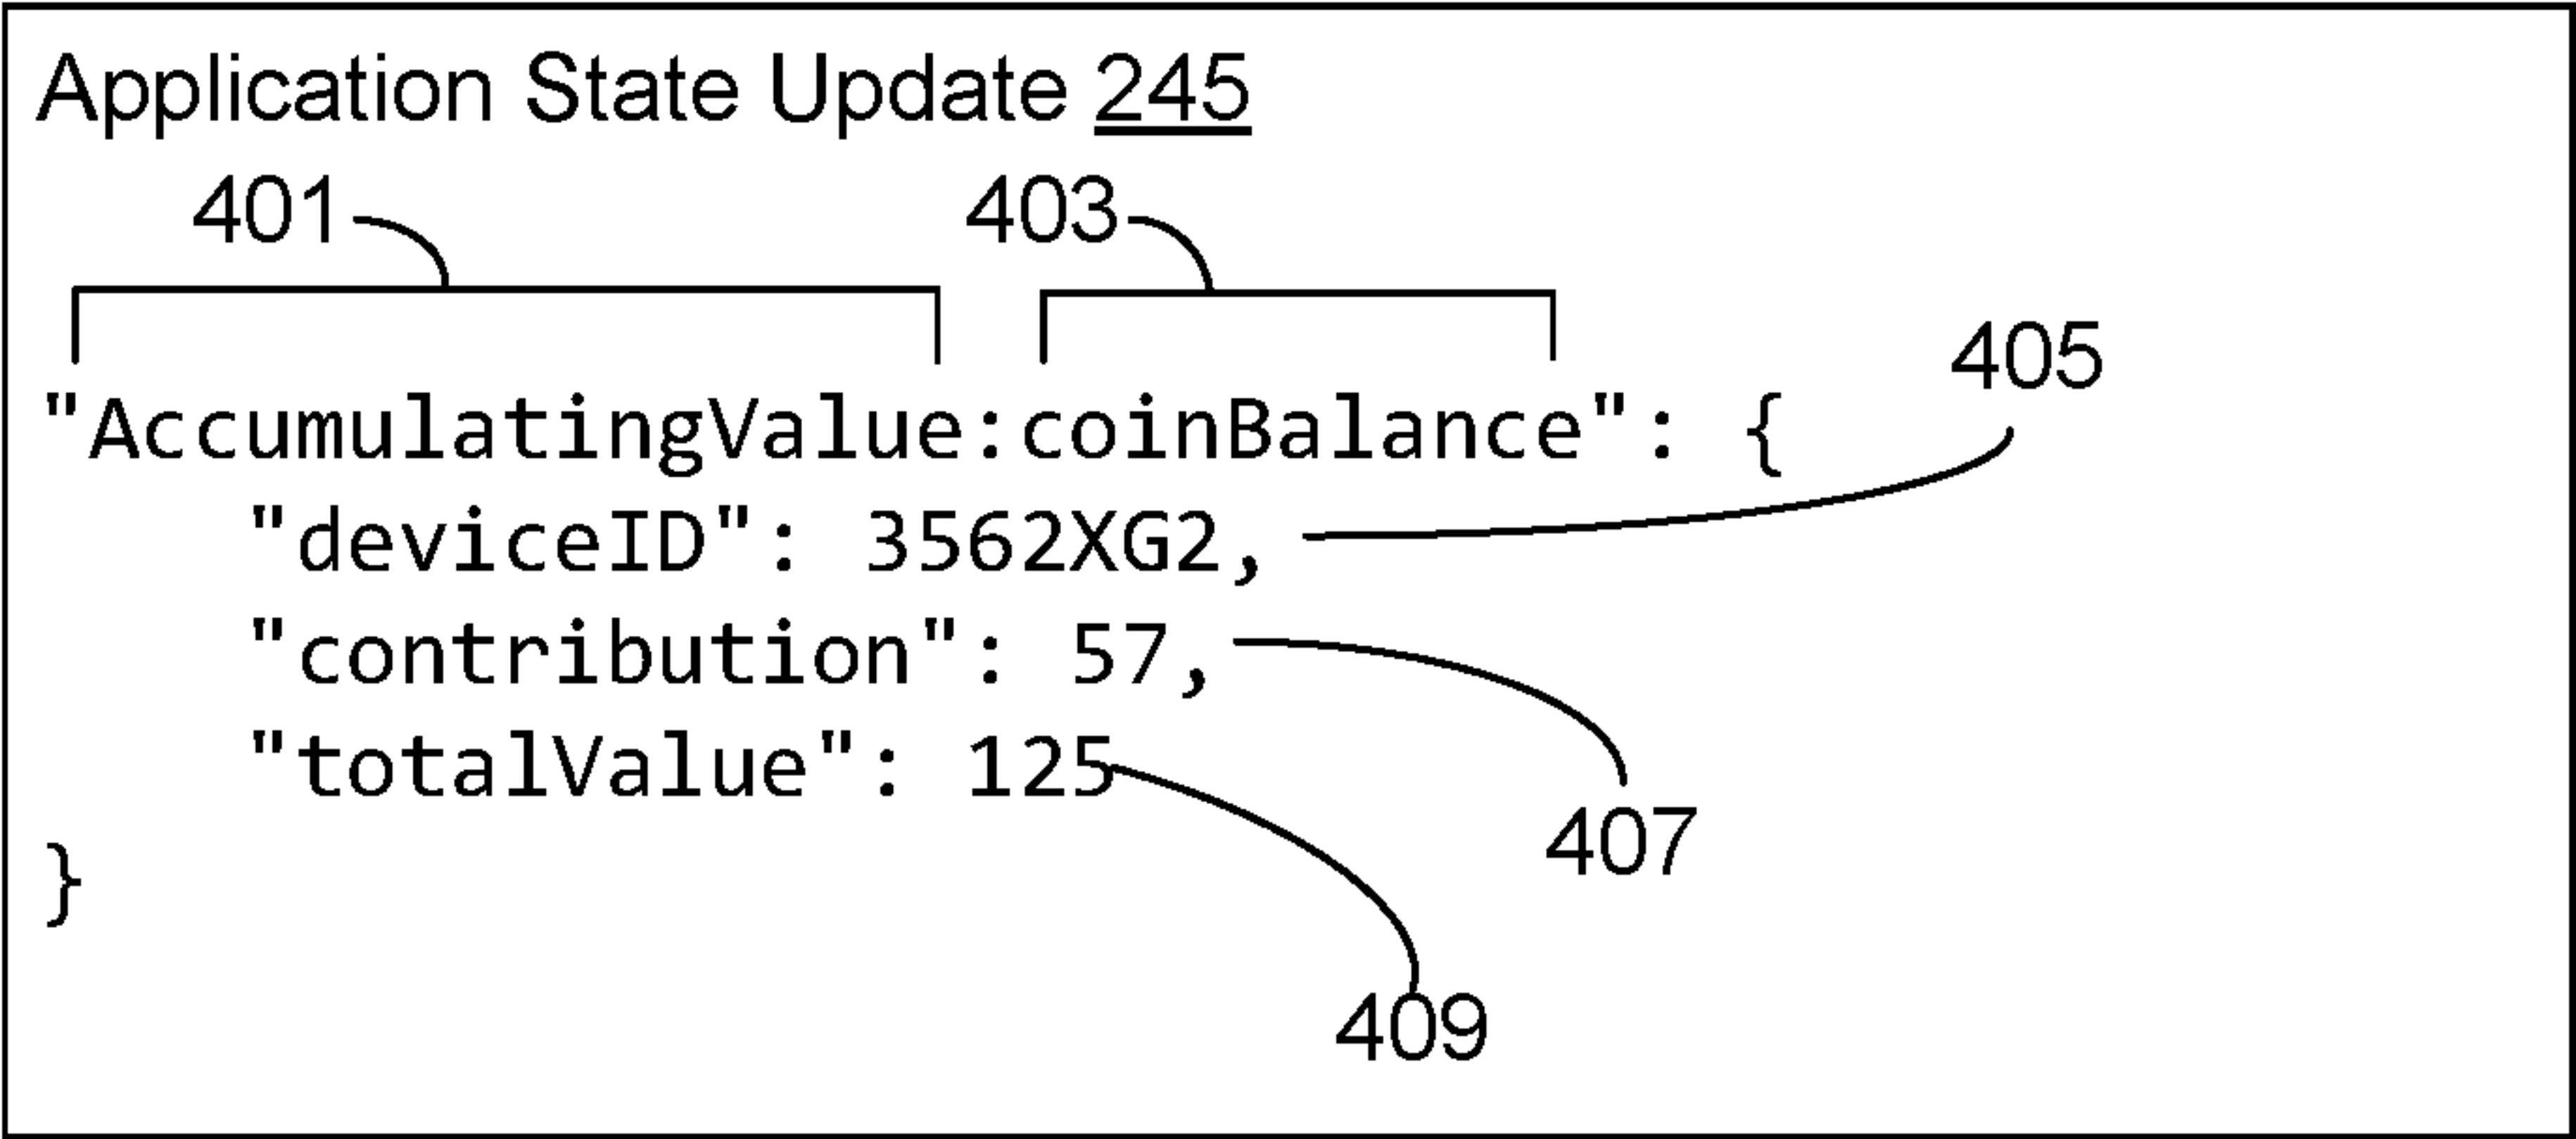 Application State Update 245
401 403
405
"AccumulatingValue:coinBalance": {
"deviceID": 3562XG2,
"contribution": 57,
"totalValue": 125
407
}
409